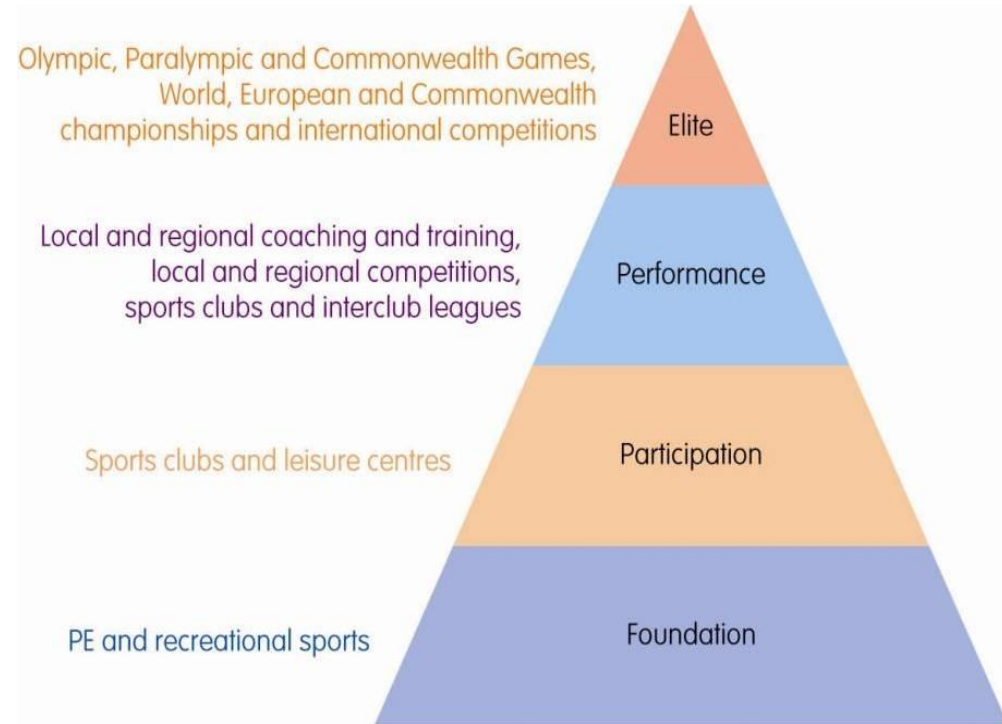 Olympic, Paralympic and Commonwealth Games,
World, European and Commonwealth
championships and international competitions
Elite
Local and regional coaching and training,
local and regional competitions,
sports clubs and interclub leagues
Performance
Sports clubs and leisure centres
Participation
PE and recreational sports
Foundation